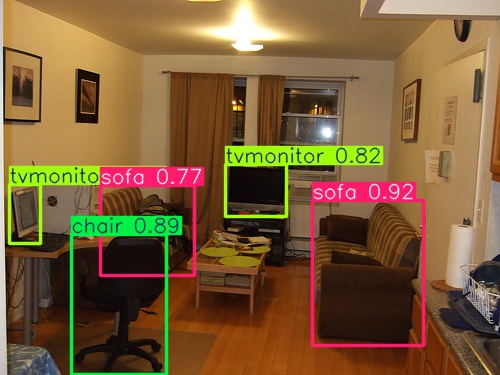 tvmonitor 0.82
tvmonito
sofa 0.77
sofa 0.92
chair 0.89